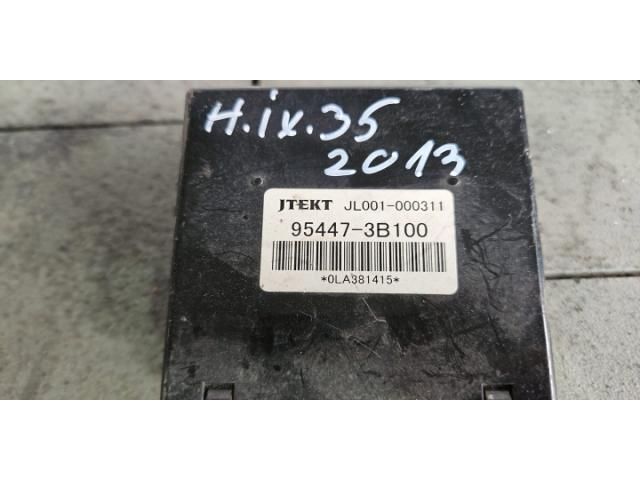 H.ix.35
2013
JTEKT JL001-000311
95447-3B100
*0LA381415*